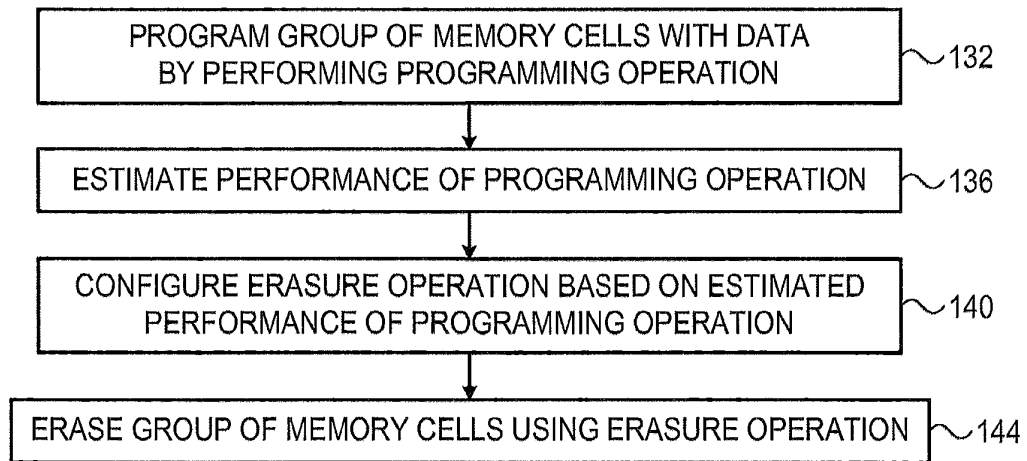 PROGRAM GROUP OF MEMORY CELLS WITH DATA
BY PERFORMING PROGRAMMING OPERATION
132
ESTIMATE PERFORMANCE OF PROGRAMMING OPERATION
136
CONFIGURE ERASURE OPERATION BASED ON ESTIMATED
PERFORMANCE OF PROGRAMMING OPERATION
140
ERASE GROUP OF MEMORY CELLS USING ERASURE OPERATION
144